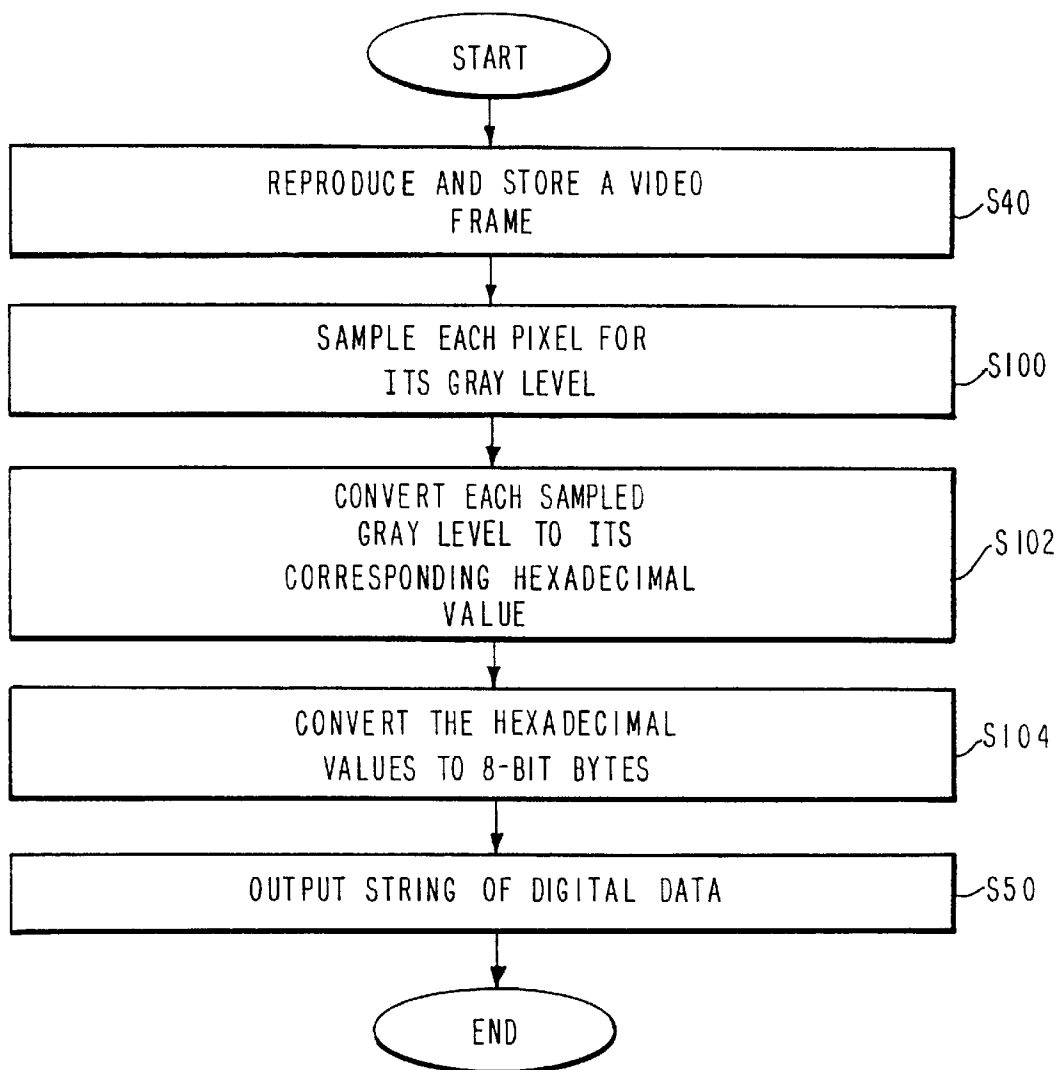 START
REPRODUCE AND STORE A VIDEO
FRAME
S40
SAMPLE EACH PIXEL FOR
ITS GRAY LEVEL
S100
CONVERT EACH SAMPLED
GRAY LEVEL TO ITS
CORRESPONDING HEXADECIMAL
VALUE
S102
CONVERT THE HEXADECIMAL
VALUES TO 8-BIT BYTES
S104
OUTPUT STRING OF DIGITAL DATA
S50
END